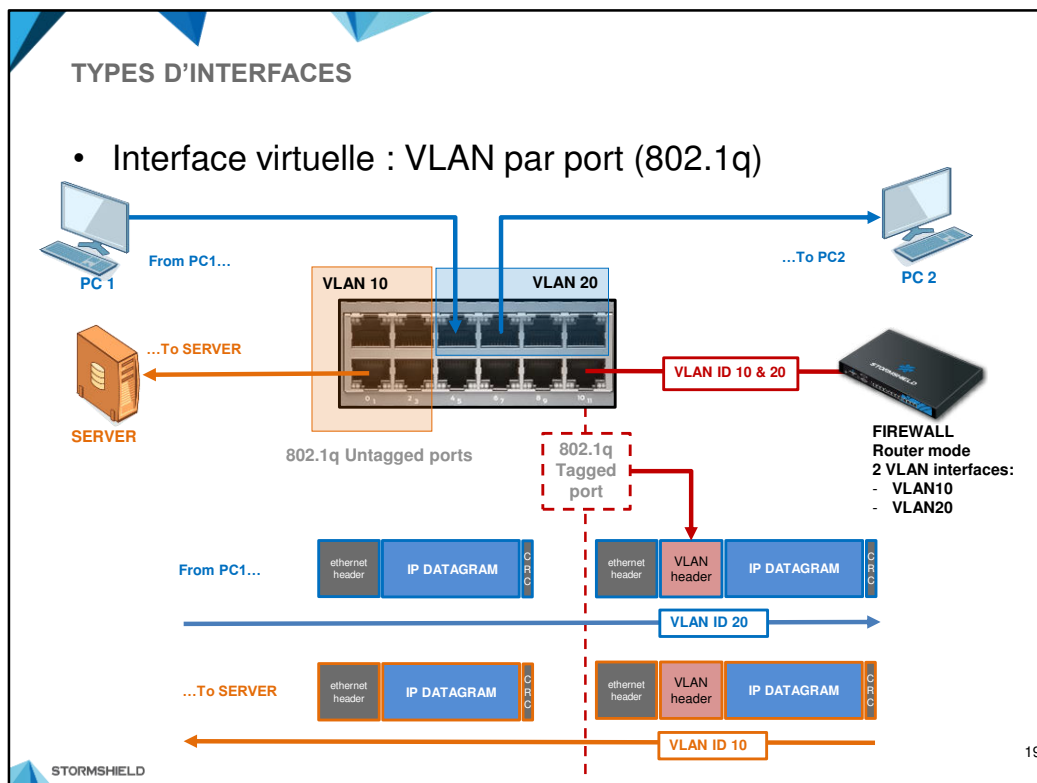 TYPES D'INTERFACES
• Interface virtuelle : VLAN par port (802.1q)
From PC1…
…To PC2
PC 1
PC 2
VLAN 10
VLAN 20
…To SERVER
VLAN ID 10 & 20
STORMSHIELD
SERVER
802.1q Untagged ports
802.1q
Tagged
port
FIREWALL
Router mode
2 VLAN interfaces:
- VLAN10
- VLAN20
From PC1…
ethernet
header
IP DATAGRAM
CRC
ethernet
header
VLAN
header
IP DATAGRAM
CRC
VLAN ID 20
…To SERVER
ethernet
header
IP DATAGRAM
CRC
ethernet
header
VLAN
header
IP DATAGRAM
CRC
VLAN ID 10
STORMSHIELD
19